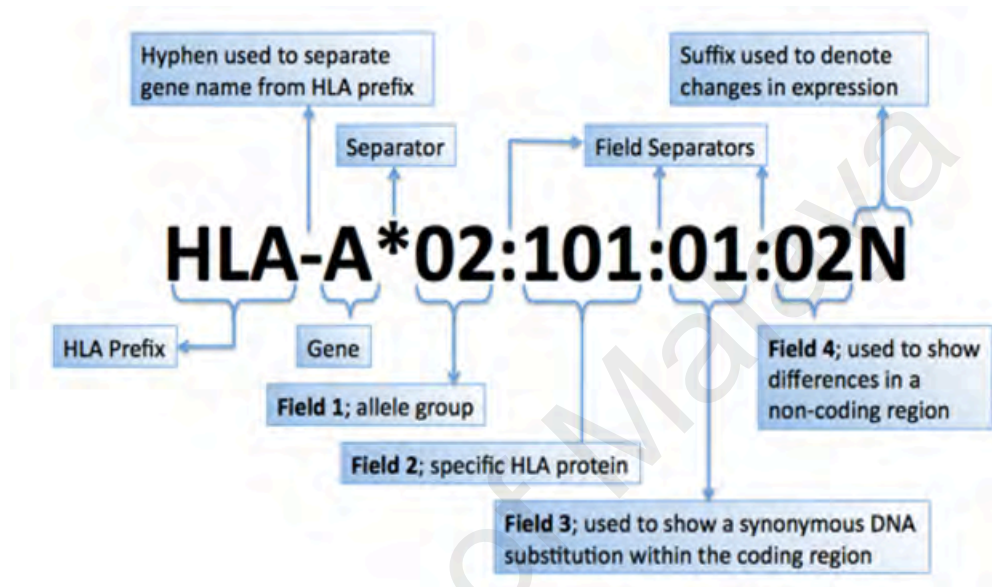 Hyphen used to separate
gene name from HLA prefix
Suffix used to denote
changes in expression
Separator
Field Separators
HLA-A*02:101:01:02N
HLA Prefix
Gene
Field 1; allele group
Field 2; specific HLA protein
Field 3; used to show a synonymous DNA
substitution within the coding region
Field 4; used to show
differences in a
non-coding region
of Malaya